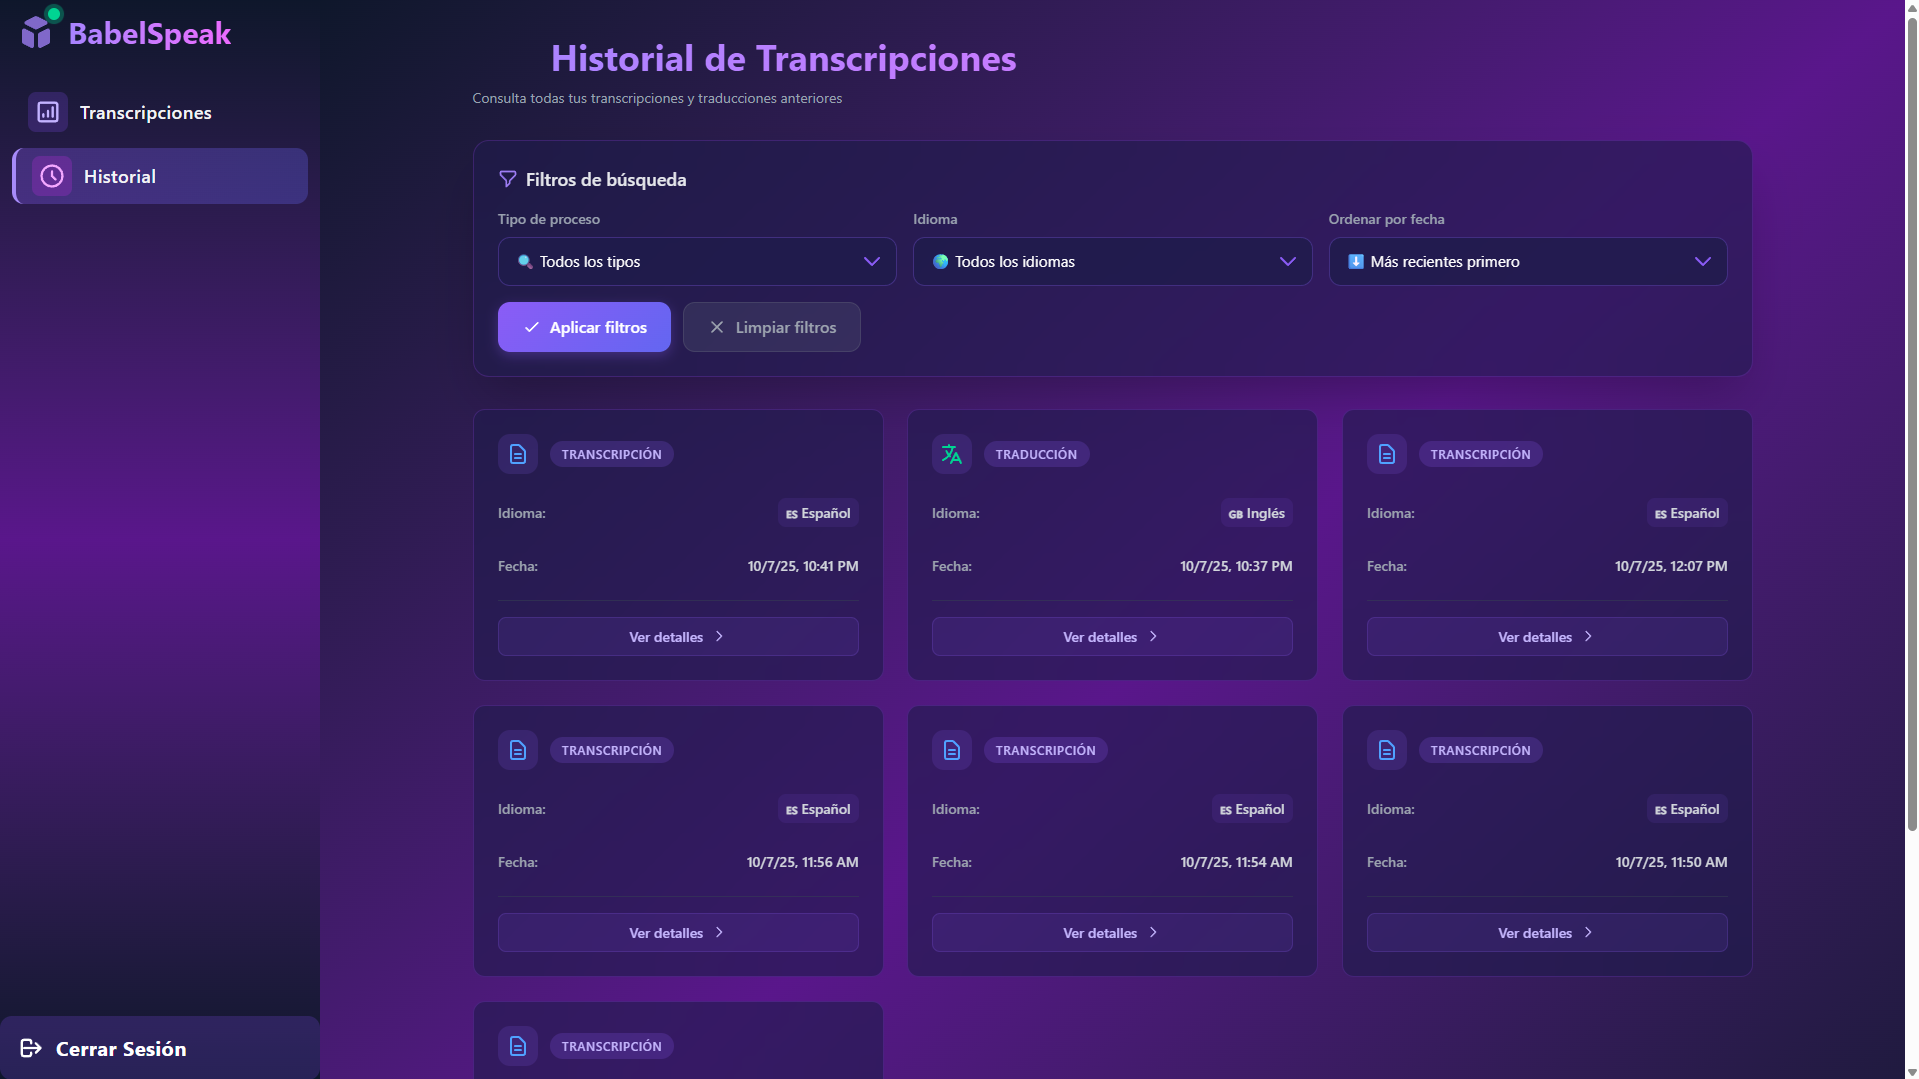 BabelSpeak
Transcripciones
Historial
Cerrar Sesión
Historial de Transcripciones
Consulta todas tus transcripciones y traducciones anteriores
Filtros de búsqueda
Tipo de proceso
Todos los tipos
Idioma
Todos los idiomas
Ordenar por fecha
Más recientes primero
Aplicar filtros
Limpiar filtros
TRANSCRIPCIÓN
Idioma: ES Español
Fecha: 10/7/25, 10:41 PM
Ver detalles
TRADUCCIÓN
Idioma: GB Inglés
Fecha: 10/7/25, 10:37 PM
Ver detalles
TRANSCRIPCIÓN
Idioma: ES Español
Fecha: 10/7/25, 12:07 PM
Ver detalles
TRANSCRIPCIÓN
Idioma: ES Español
Fecha: 10/7/25, 11:56 AM
Ver detalles
TRANSCRIPCIÓN
Idioma: ES Español
Fecha: 10/7/25, 11:54 AM
Ver detalles
TRANSCRIPCIÓN
Idioma: ES Español
Fecha: 10/7/25, 11:50 AM
Ver detalles
TRANSCRIPCIÓN